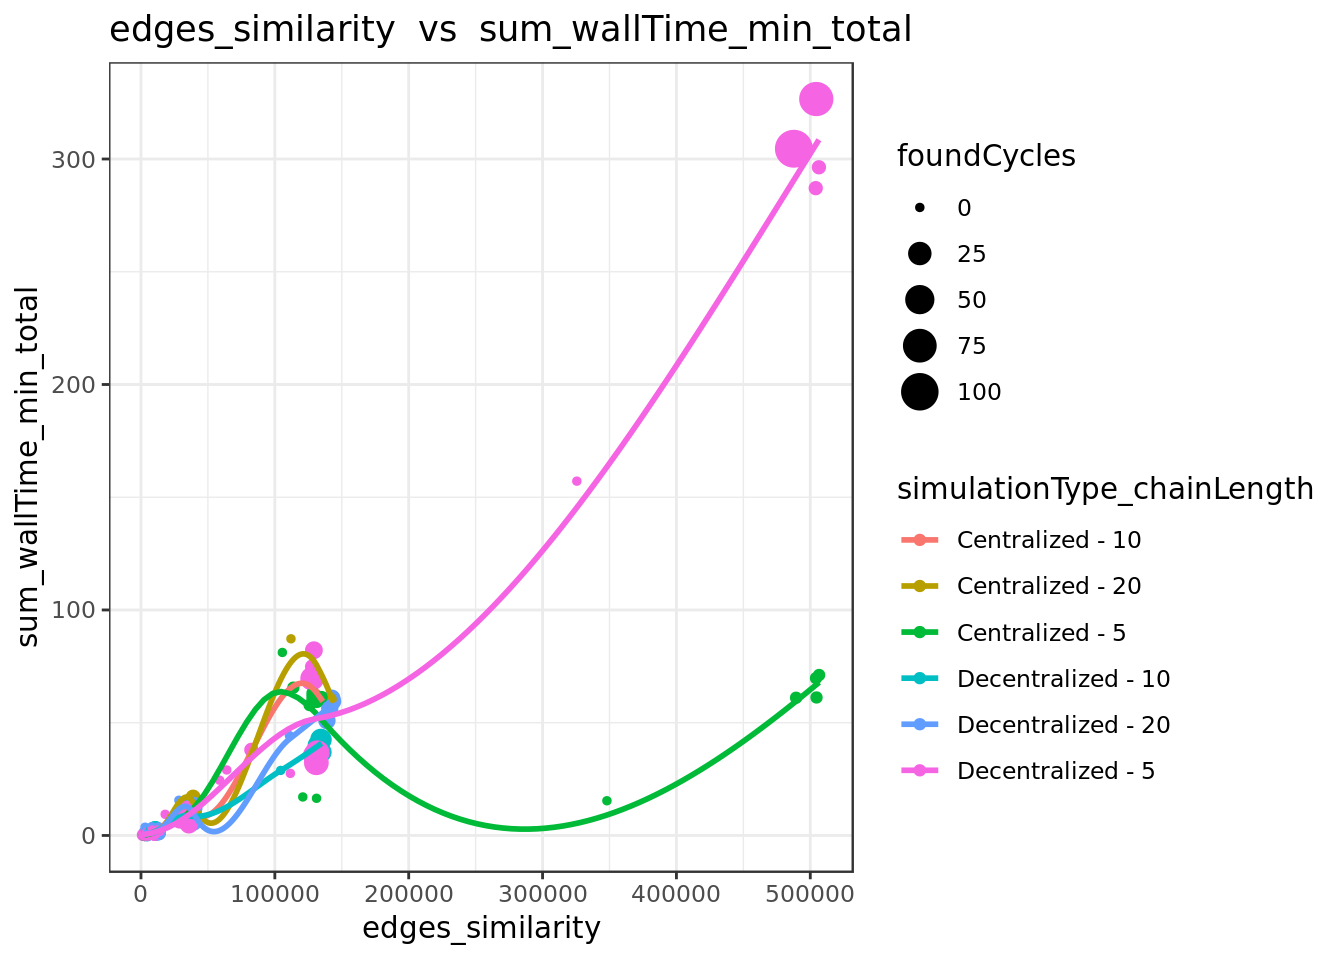 edges_similarity  vs  sum_wallTime_min_total
sum_wallTime_min_total
300
200
100
0
0
100000
200000
300000
400000
500000
edges_similarity
foundCycles
0
25
50
75
100
simulationType_chainLength
Centralized - 10
Centralized - 20
Centralized - 5
Decentralized - 10
Decentralized - 20
Decentralized - 5